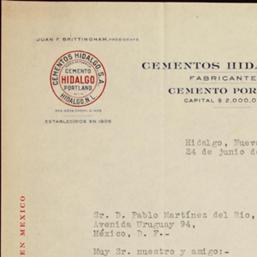 JUAN F. BRITTINGHAM, PRESIDENTE
CEMENTOS HIDALGO, S.A.
CEMENTO
HIDALGO
PORTLAND
HIDALGO, N.L.
ESTABLECIDOS EN 1905
CEMENTOS HIDA
FABRICANTE
CEMENTO POR
CAPITAL $ 2,000,0
Hidalgo, Nuev
24 de junio d
Sr. D. Pablo Martínez del Rio,
Avenida Uruguay 94,
México, D. F.-
Muy Sr. nuestro y amigo:-
EN MEXICO